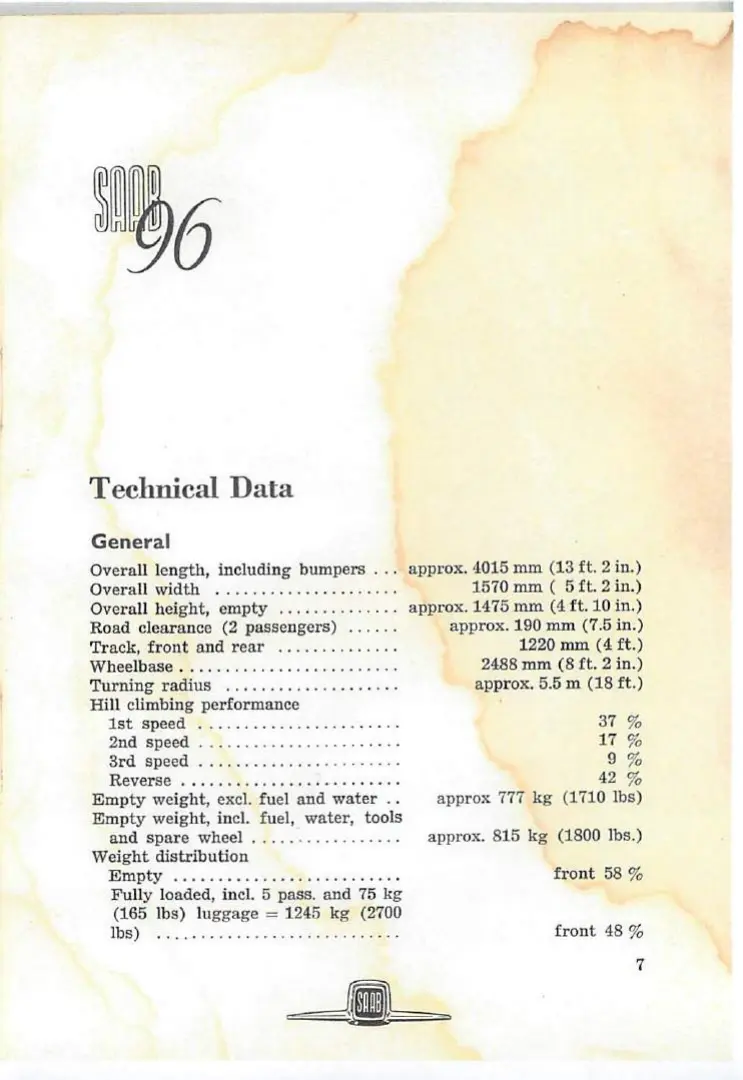 SAAB
96
Technical Data
General
Overall length, including bumpers ... approx. 4015 mm (13 ft. 2 in.)
Overall width ..................... 1570 mm ( 5 ft. 2 in.)
Overall height, empty .............. approx. 1475 mm (4 ft. 10 in.)
Road clearance (2 passengers) ...... approx. 190 mm (7.5 in.)
Track, front and rear .............. 1220 mm (4 ft.)
Wheelbase ......................... 2488 mm (8 ft. 2 in.)
Turning radius .................... approx. 5.5 m (18 ft.)
Hill climbing performance
1st speed ....................... 37 %
2nd speed ....................... 17 %
3rd speed ....................... 9 %
Reverse ......................... 42 %
Empty weight, excl. fuel and water .. approx 777 kg (1710 lbs)
Empty weight, incl. fuel, water, tools
and spare wheel ................. approx. 815 kg (1800 lbs.)
Weight distribution
Empty .......................... front 58 %
Fully loaded, incl. 5 pass. and 75 kg
(165 lbs) luggage = 1245 kg (2700
lbs) ............................ front 48 %
7
SAAB